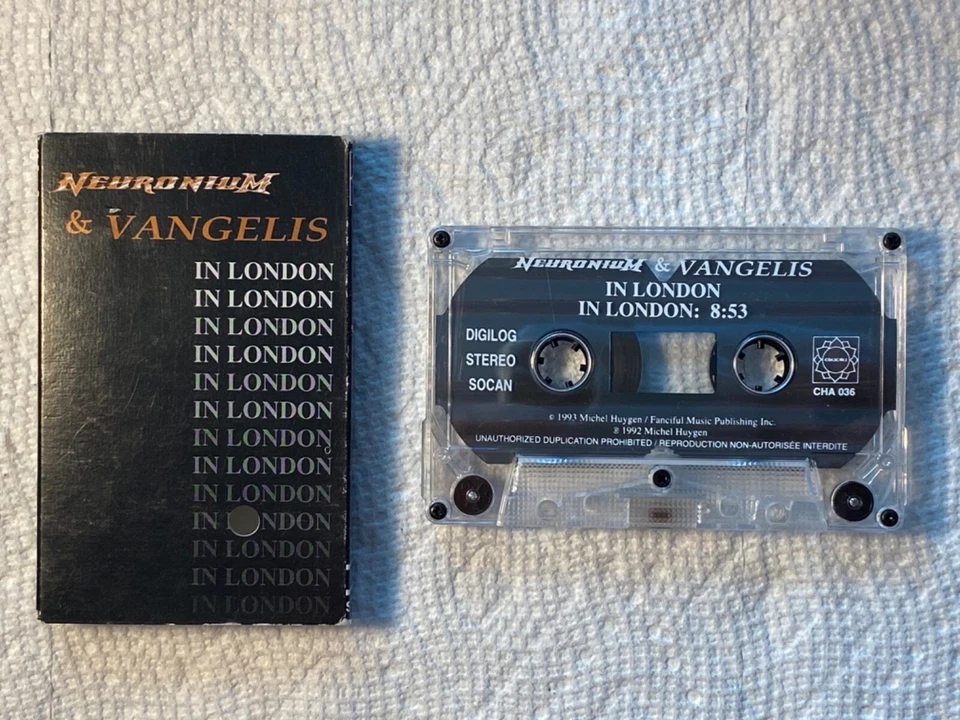 NEURONIUM
& VANGELIS
IN LONDON
IN LONDON
IN LONDON
IN LONDON
IN LONDON
IN LONDON
IN LONDON
IN LONDON
IN LONDON
IN LONDON
IN LONDON
IN LONDON
IN LONDON
NEURONIUM & VANGELIS
IN LONDON
IN LONDON: 8:53
DIGILOG
STEREO
SOCAN
CHA 036
© 1993 Michel Huygen / Fanciful Music Publishing Inc.
℗ 1992 Michel Huygen
UNAUTHORIZED DUPLICATION PROHIBITED / REPRODUCTION NON-AUTORISÉE INTERDITE